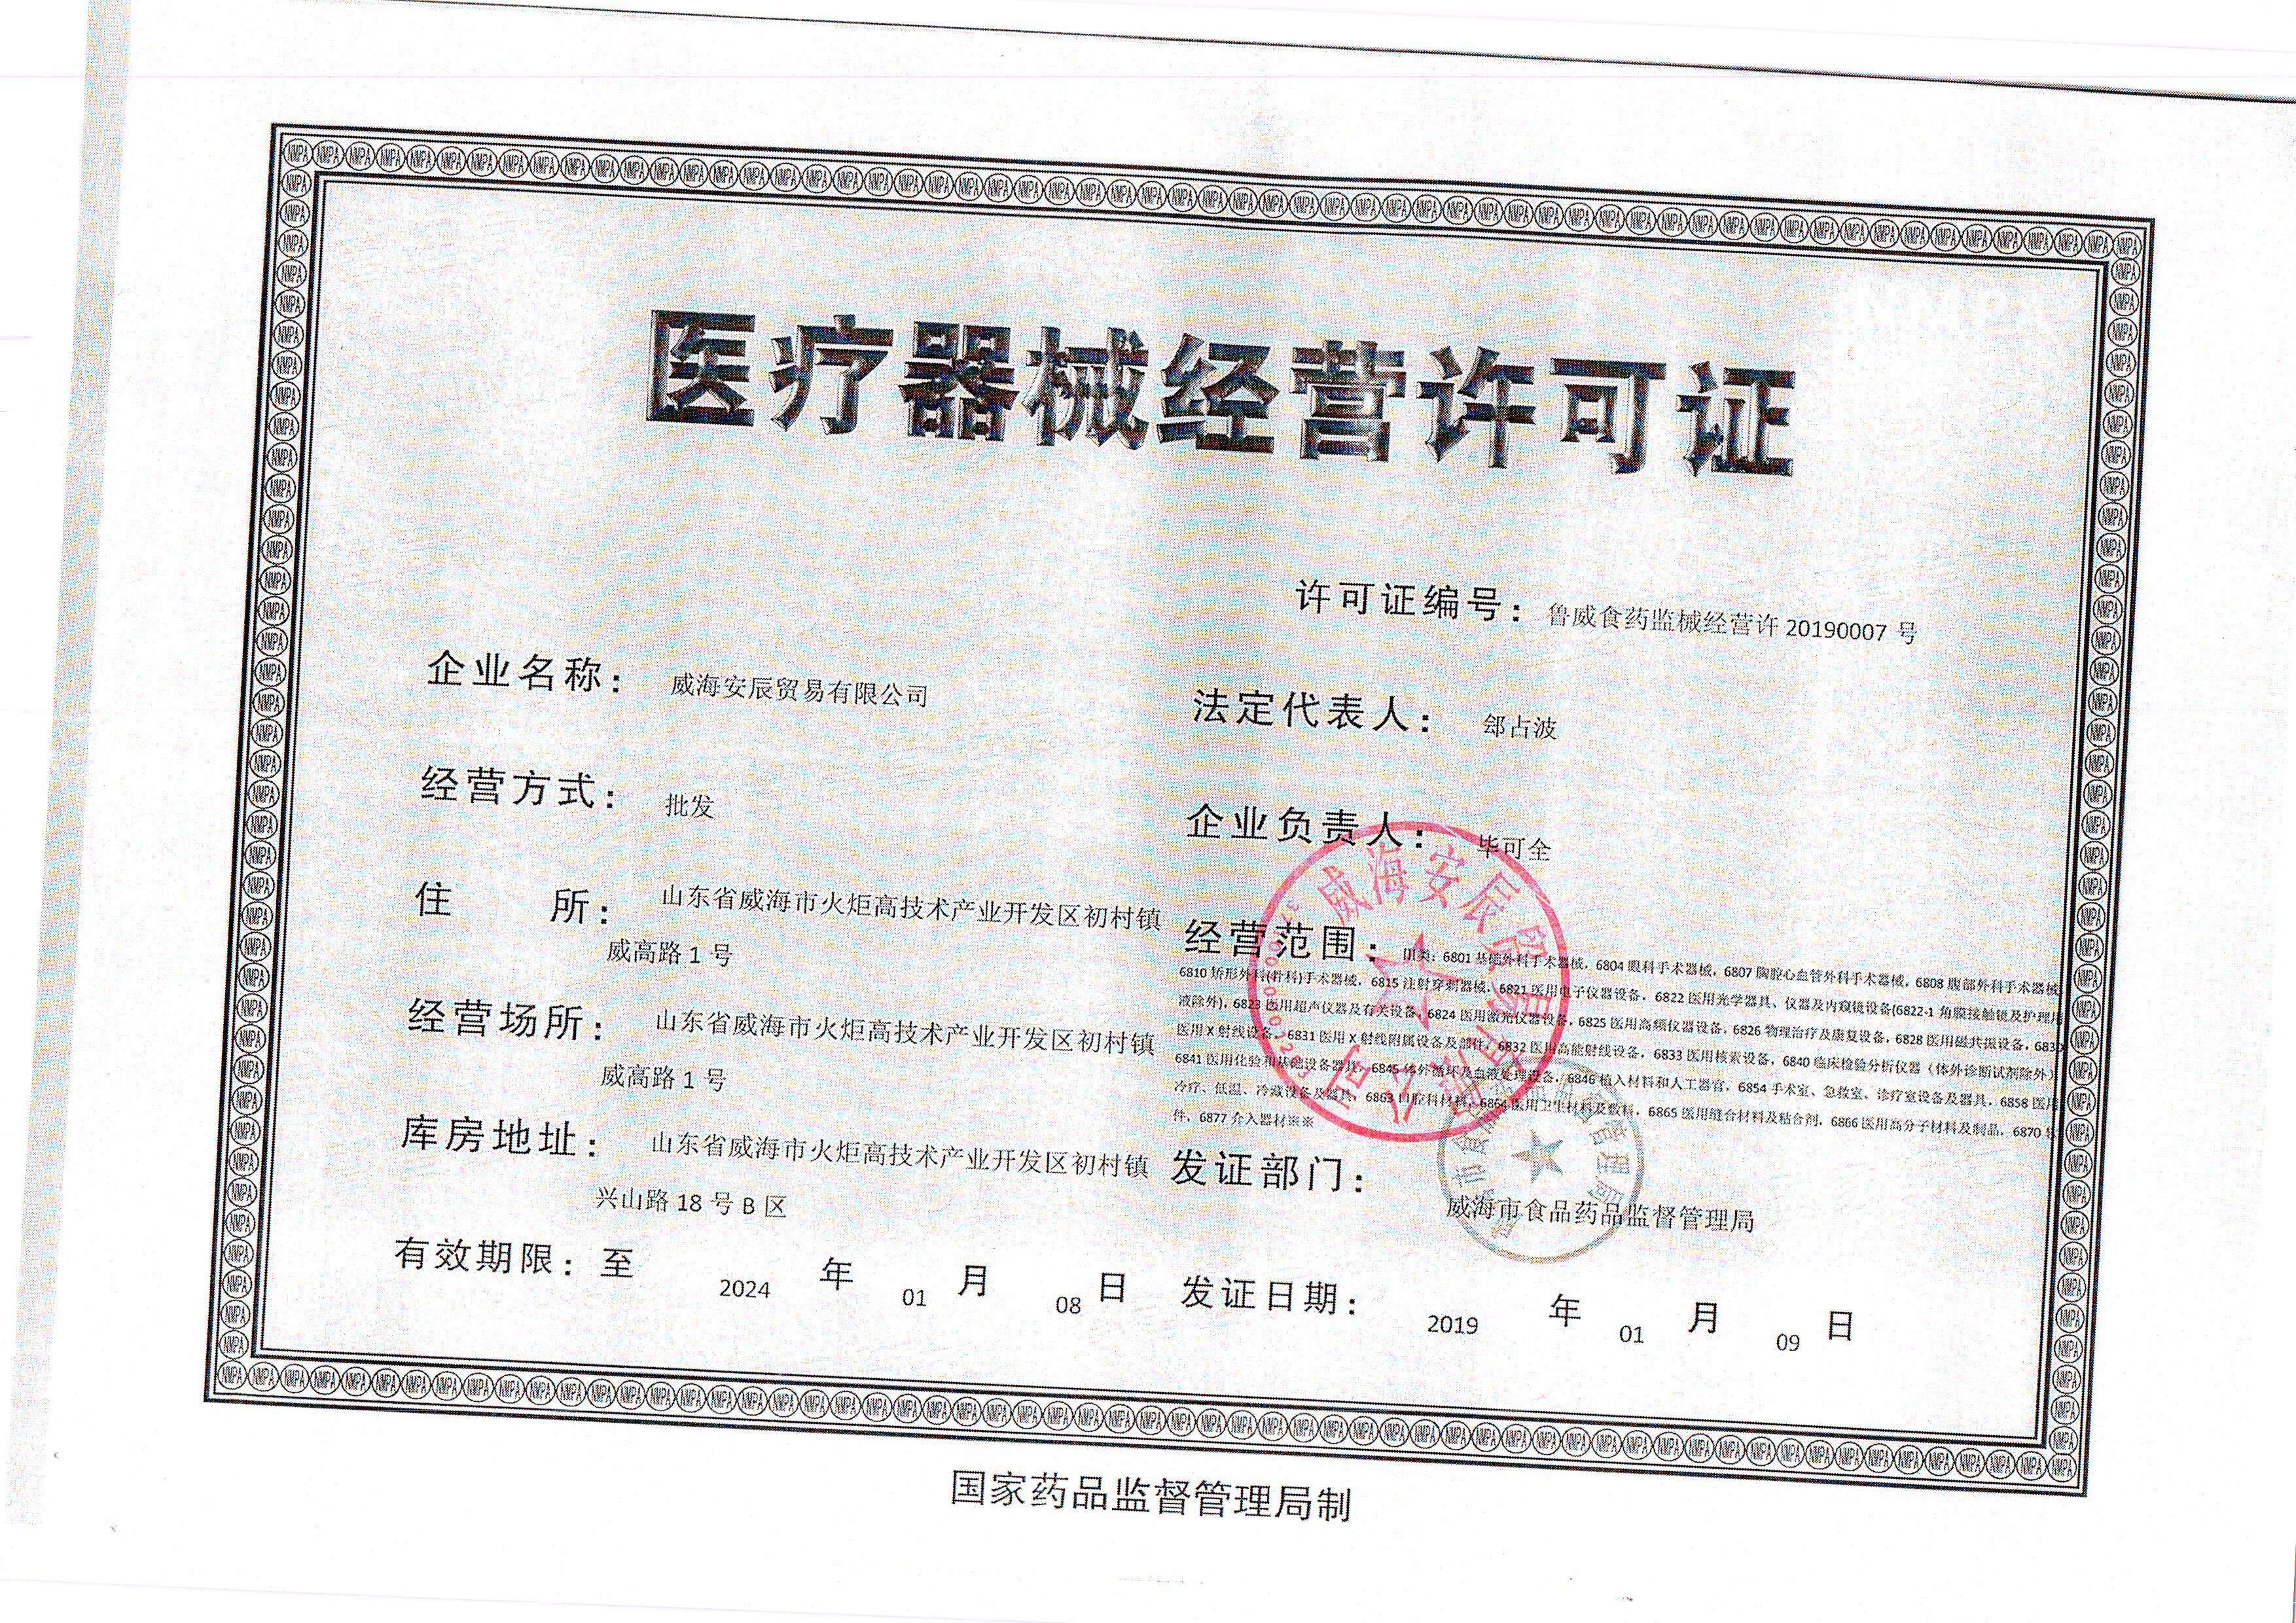 医疗器械经营许可证
许可证编号： 鲁威食药监械经营许 20190007 号
企业名称： 威海安辰贸易有限公司
法定代表人： 郐占波
经营方式： 批发
企业负责人： 毕可全
住 所： 山东省威海市火炬高技术产业开发区初村镇
威高路 1 号
经营场所： 山东省威海市火炬高技术产业开发区初村镇
威高路 1 号
库房地址： 山东省威海市火炬高技术产业开发区初村镇
兴山路 18 号 B 区
经营范围： III类：6801 基础外科手术器械，6804 眼科手术器械，6807 胸腔心血管外科手术器械，6808 腹部外科手术器械
6810 矫形外科(骨科)手术器械，6815 注射穿刺器械，6821 医用电子仪器设备，6822 医用光学器具、仪器及内窥镜设备(6822-1 角膜接触镜及护理用
液除外)，6823 医用超声仪器及有关设备，6824 医用激光仪器设备，6825 医用高频仪器设备，6826 物理治疗及康复设备，6828 医用磁共振设备，6830
医用 X 射线设备，6831 医用 X 射线附属设备及部件，6832 医用高能射线设备，6833 医用核素设备，6840 临床检验分析仪器（体外诊断试剂除外）
6841 医用化验和基础设备器具，6845 体外循环及血液处理设备，6846 植入材料和人工器官，6854 手术室、急救室、诊疗室设备及器具，6858 医用
冷疗、低温、冷藏设备及器具，6863 口腔科材料，6864 医用卫生材料及敷料，6865 医用缝合材料及粘合剂，6866 医用高分子材料及制品，6870 软
件，6877 介入器材※※
发证部门： 威海市食品药品监督管理局
有效期限：至 2024 年 01 月 08 日
发证日期： 2019 年 01 月 09 日
威海安辰贸易有限公司
国家药品监督管理局制